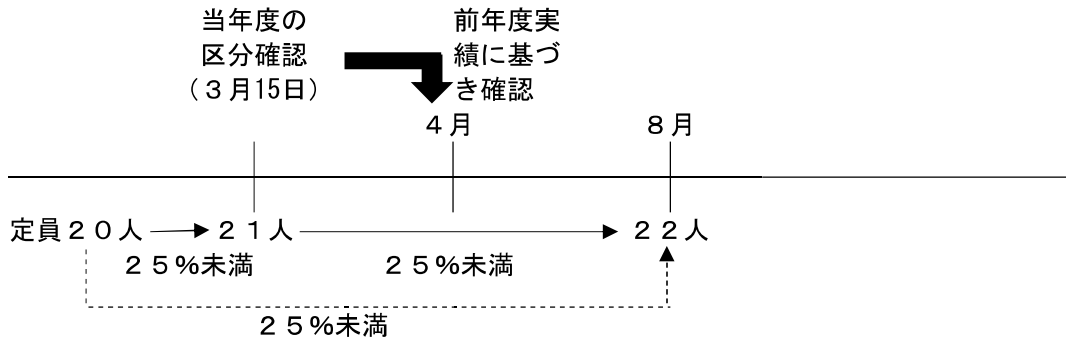 当年度の
区分確認
（３月15日）
前年度実
績に基づ
き確認
４月
８月
定員２０人
２１人
２２人
２５％未満
２５％未満
２５％未満